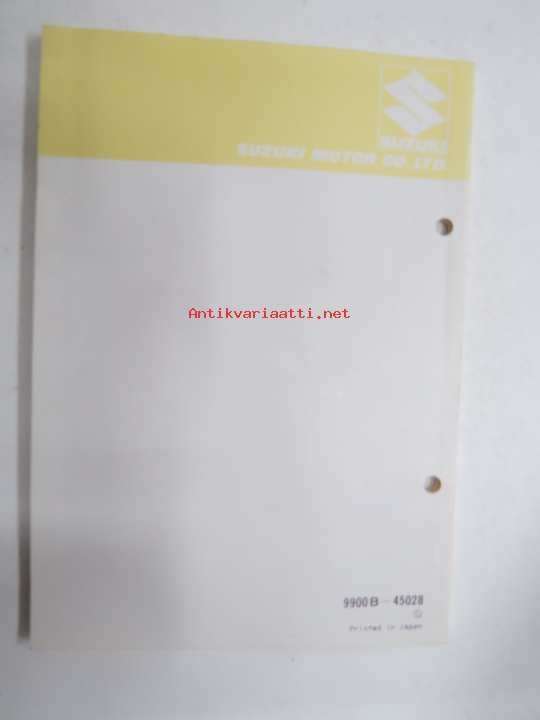 SUZUKI
SUZUKI MOTOR CO., LTD.
Antikvariaatti.net
9900B-45028
Printed in Japan